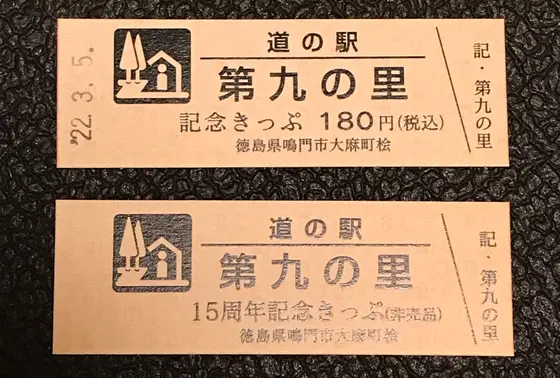 '22.3.5.
道の駅
第九の里
記念きっぷ 180円(税込)
徳島県鳴門市大麻町桧
記・第九の里
道の駅
第九の里
15周年記念きっぷ(非売品)
徳島県鳴門市大麻町桧
記・第九の里